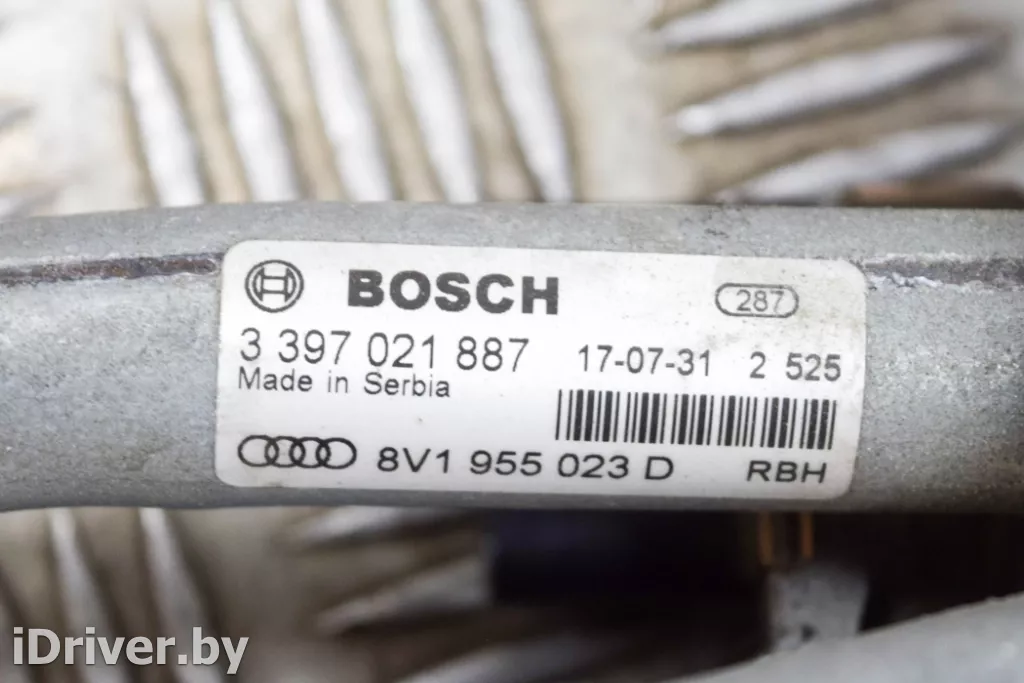 BOSCH 287
3 397 021 887 17-07-31 2 525
Made in Serbia
8V1 955 023 D RBH
iDriver.by